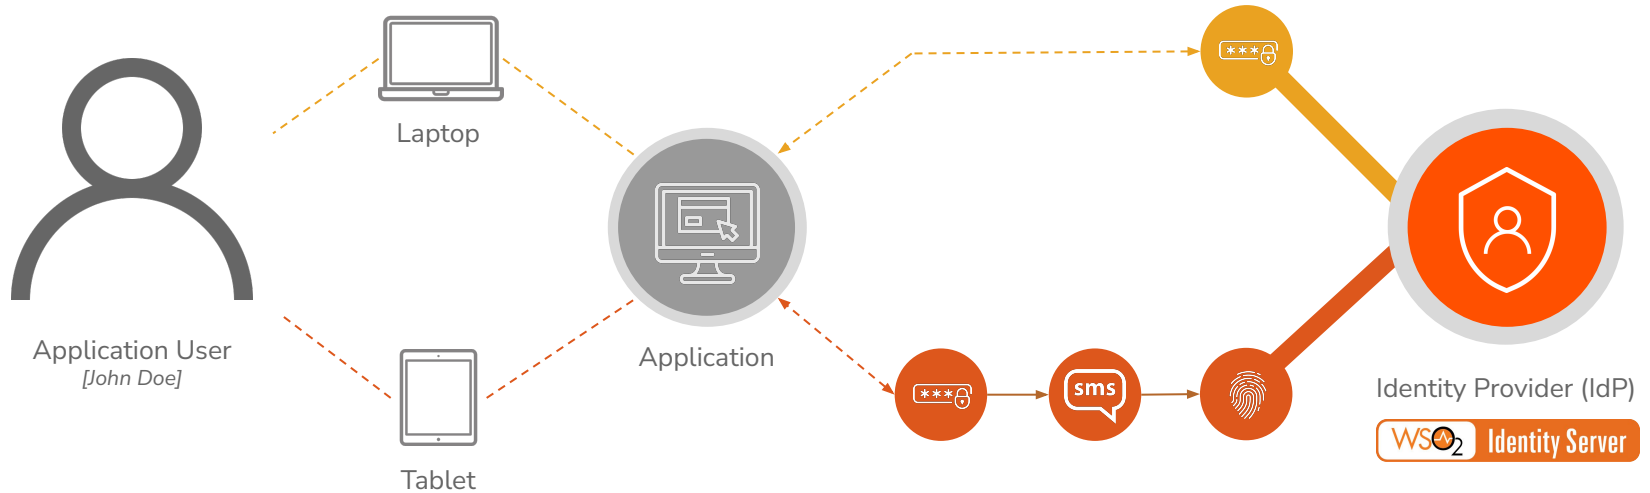 Laptop
Application User
[John Doe]
Tablet
Application
***
***
sms
Identity Provider (IdP)
WSO2 Identity Server